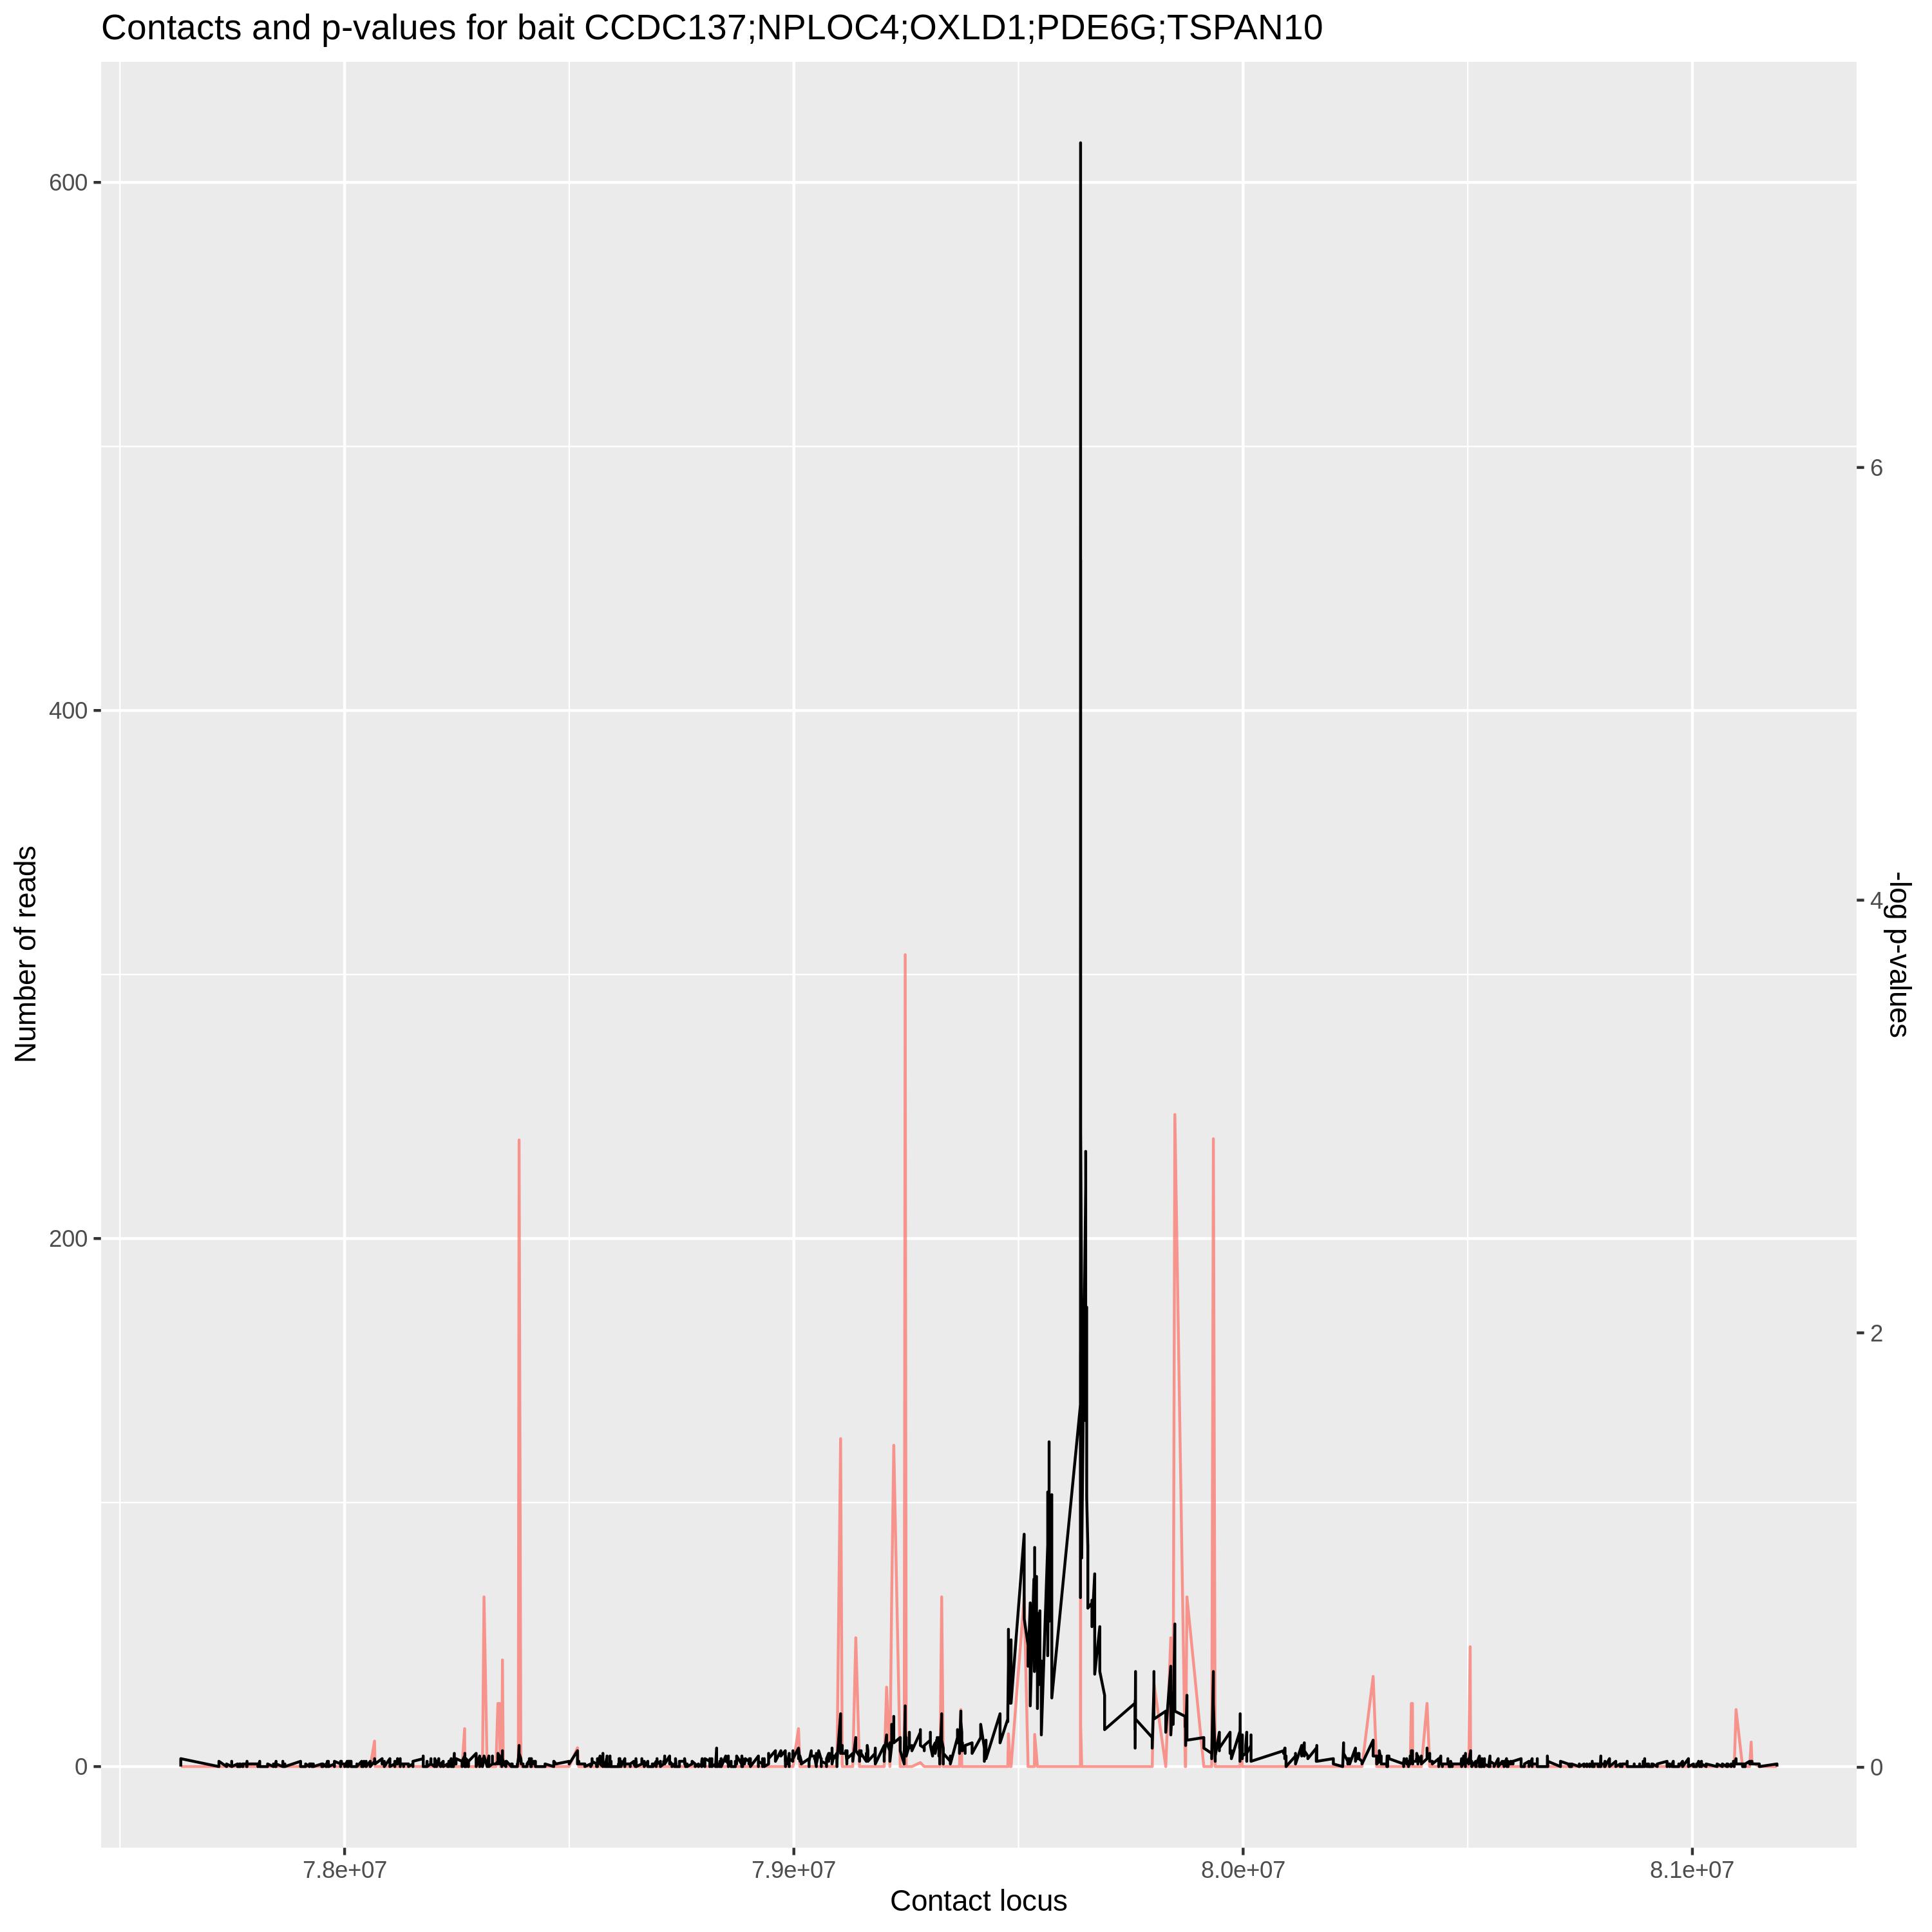 Contacts and p-values for bait CCDC137;NPLOC4;OXLD1;PDE6G;TSPAN10
600
400
200
0
Number of reads
6
4
2
0
-log p-values
7.8e+07
7.9e+07
8.0e+07
8.1e+07
Contact locus